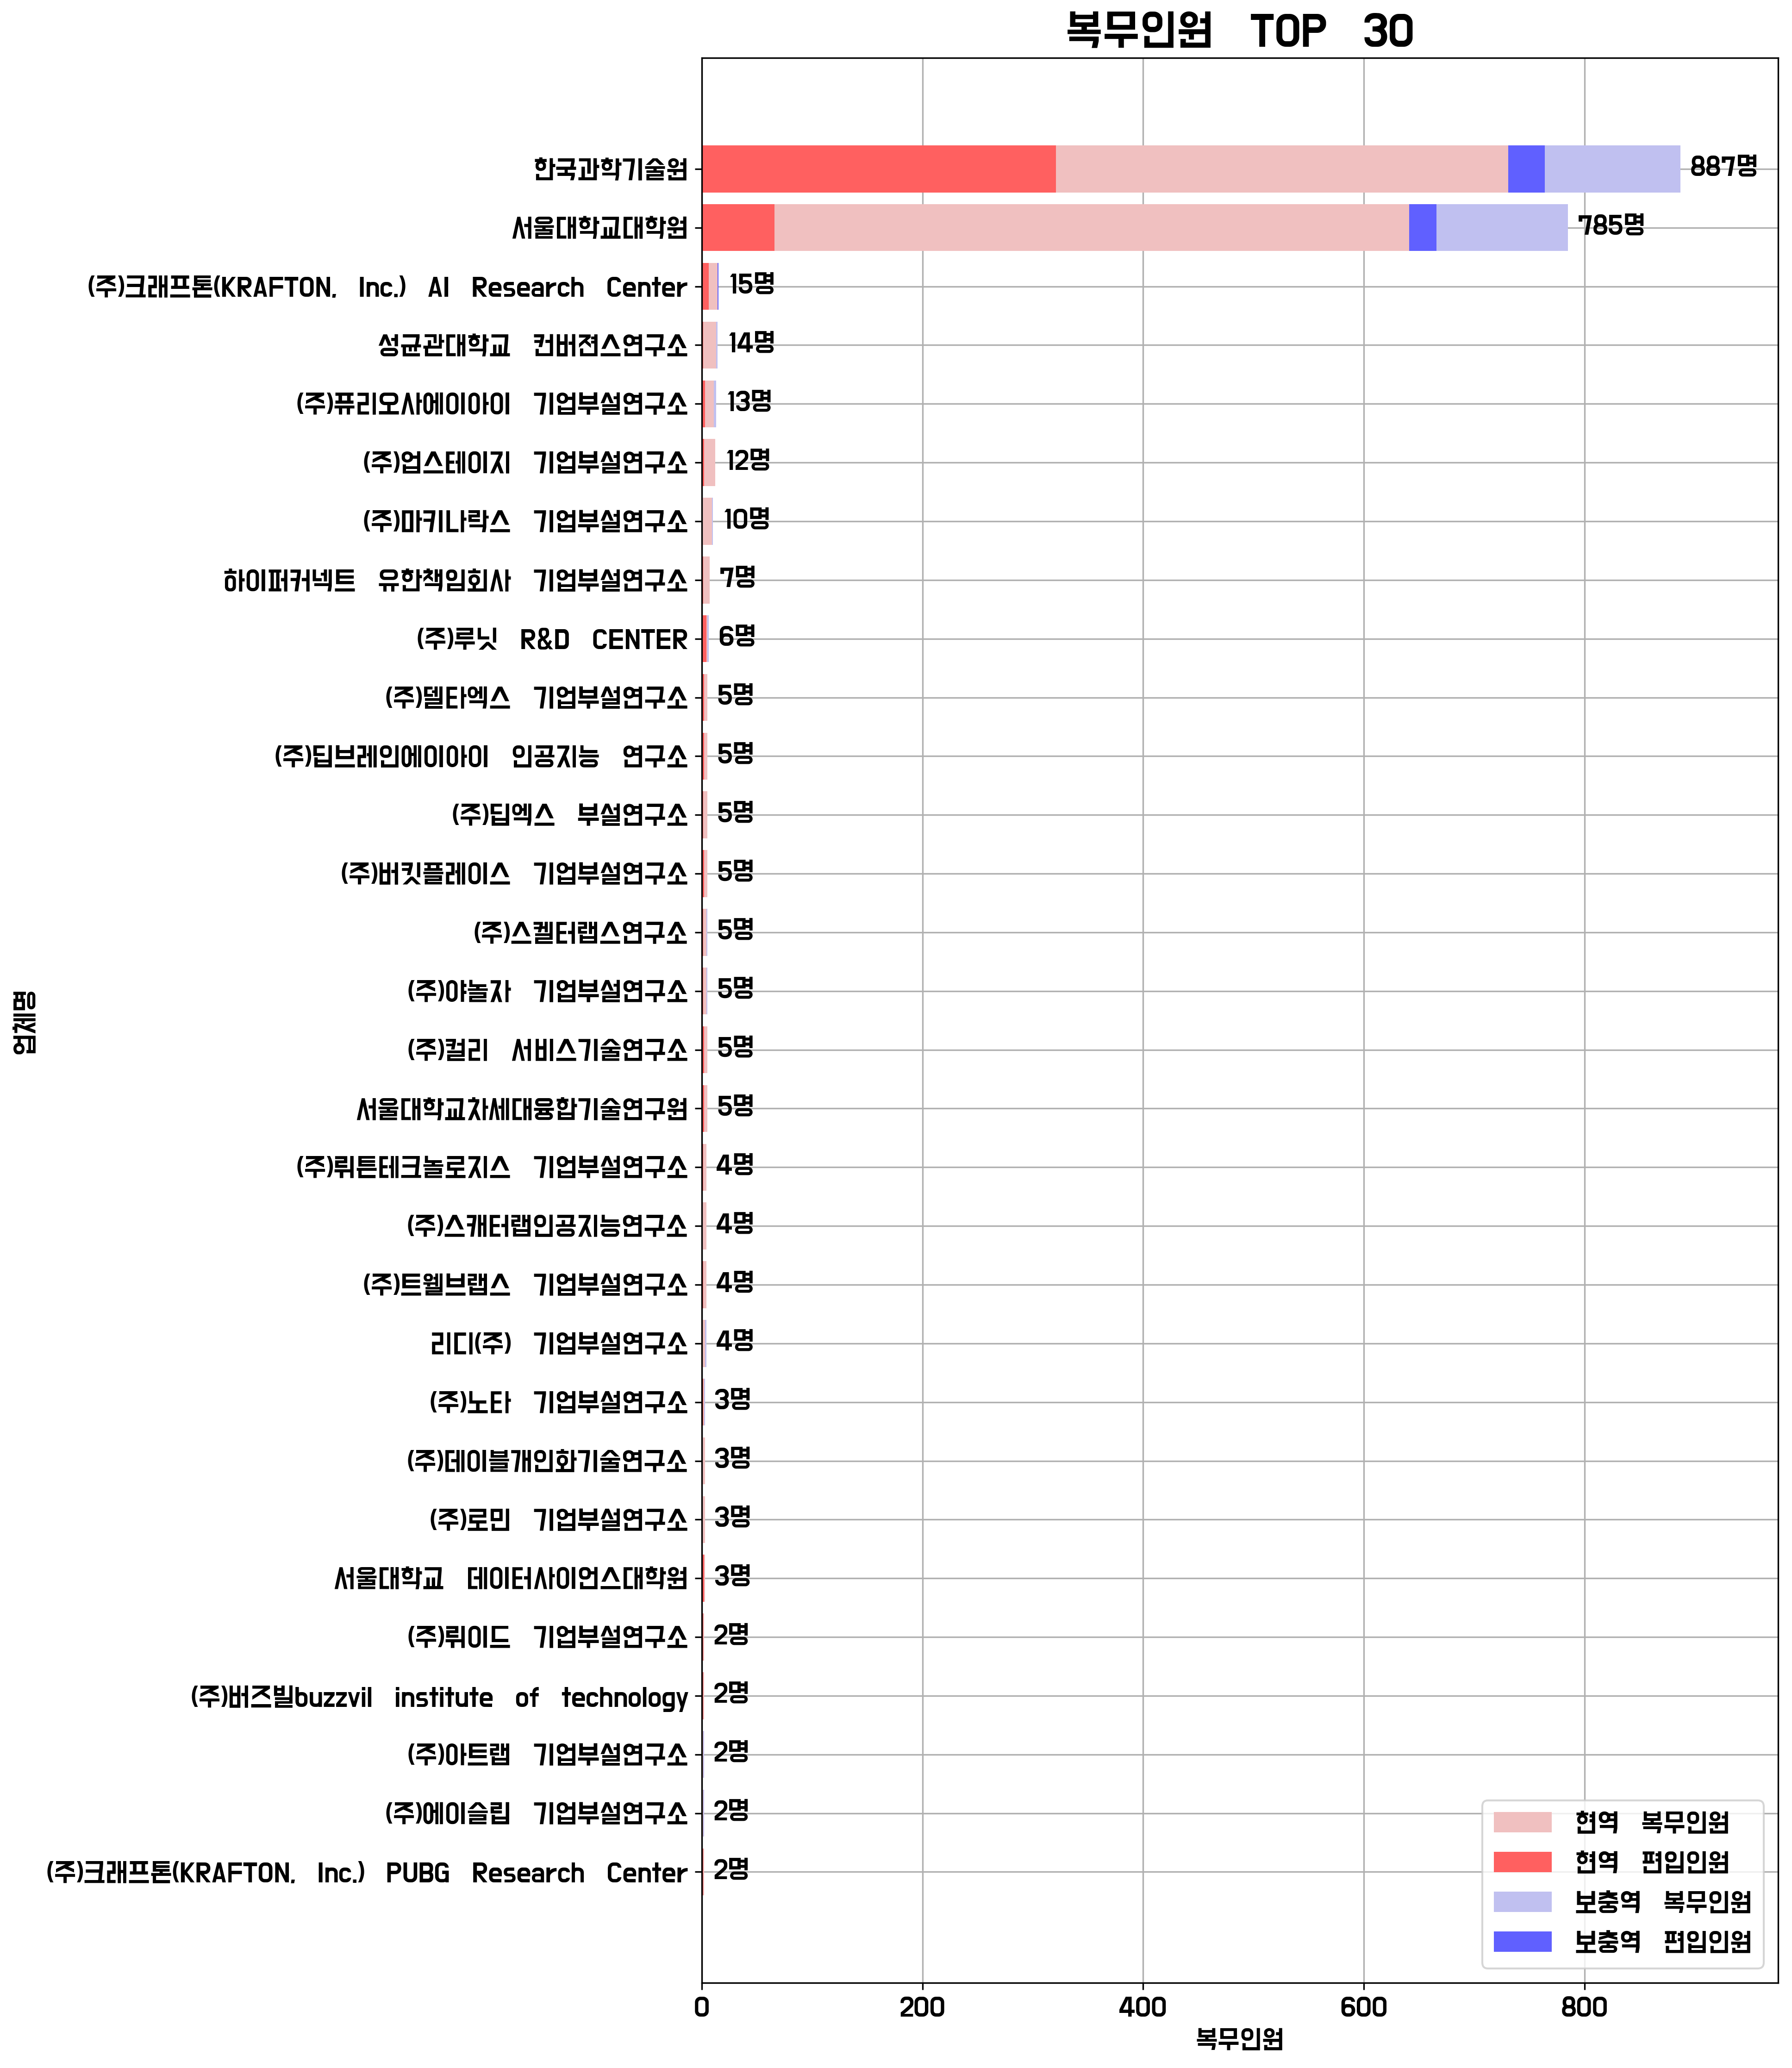 복무인원 TOP 30
한국과학기술원 887명
서울대학교대학원 785명
(주)크래프톤(KRAFTON, Inc.) AI Research Center 15명
성균관대학교 컨버젼스연구소 14명
(주)퓨리오사에이아이 기업부설연구소 13명
(주)업스테이지 기업부설연구소 12명
(주)마키나락스 기업부설연구소 10명
하이퍼커넥트 유한책임회사 기업부설연구소 7명
(주)루닛 R&D CENTER 6명
(주)델타엑스 기업부설연구소 5명
(주)딥브레인에이아이 인공지능 연구소 5명
(주)딥엑스 부설연구소 5명
(주)버킷플레이스 기업부설연구소 5명
(주)스켈터랩스연구소 5명
(주)야놀자 기업부설연구소 5명
(주)컬리 서비스기술연구소 5명
서울대학교차세대융합기술연구원 5명
(주)뤼튼테크놀로지스 기업부설연구소 4명
(주)스캐터랩인공지능연구소 4명
(주)트웰브랩스 기업부설연구소 4명
리디(주) 기업부설연구소 4명
(주)노타 기업부설연구소 3명
(주)데이블개인화기술연구소 3명
(주)로민 기업부설연구소 3명
서울대학교 데이터사이언스대학원 3명
(주)뤼이드 기업부설연구소 2명
(주)버즈빌buzzvil institute of technology 2명
(주)아트랩 기업부설연구소 2명
(주)에이슬립 기업부설연구소 2명
(주)크래프톤(KRAFTON, Inc.) PUBG Research Center 2명
업체명
현역 복무인원
현역 편입인원
보충역 복무인원
보충역 편입인원
0 200 400 600 800
복무인원